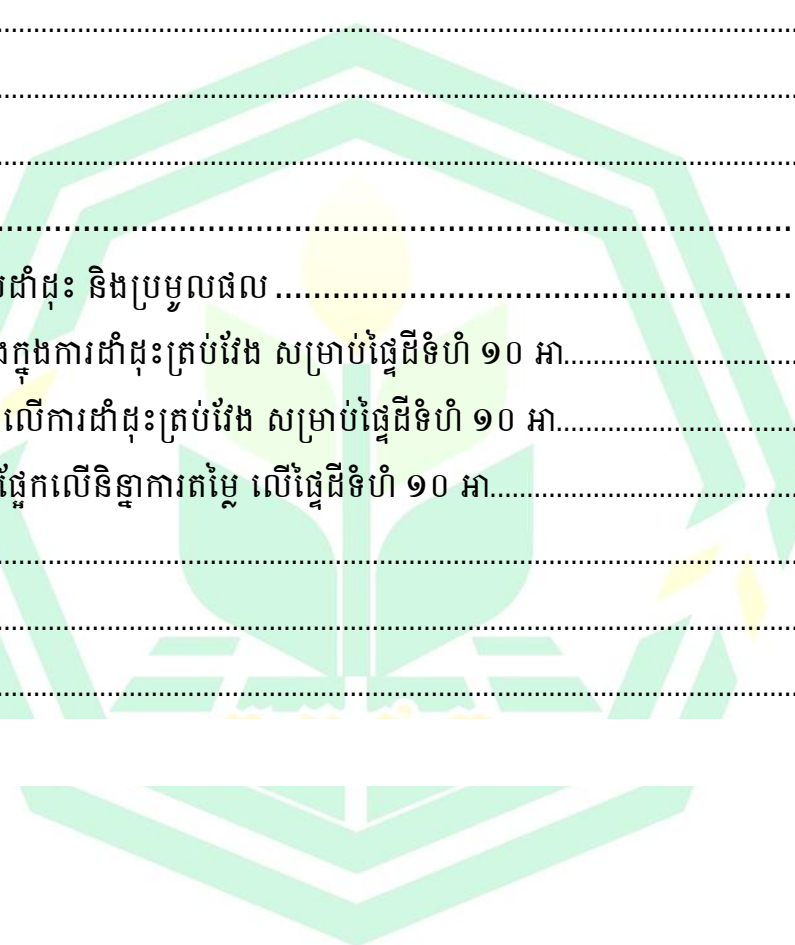 ដាំដុះ និងប្រមូលផល
ក្នុងការដាំដុះត្រប់វែង សម្រាប់ផ្ទៃដីទំហំ ១០ អា
លើការដាំដុះត្រប់វែង សម្រាប់ផ្ទៃដីទំហំ ១០ អា
ផ្អែកលើនិន្នាការតម្លៃ លើផ្ទៃដីទំហំ ១០ អា